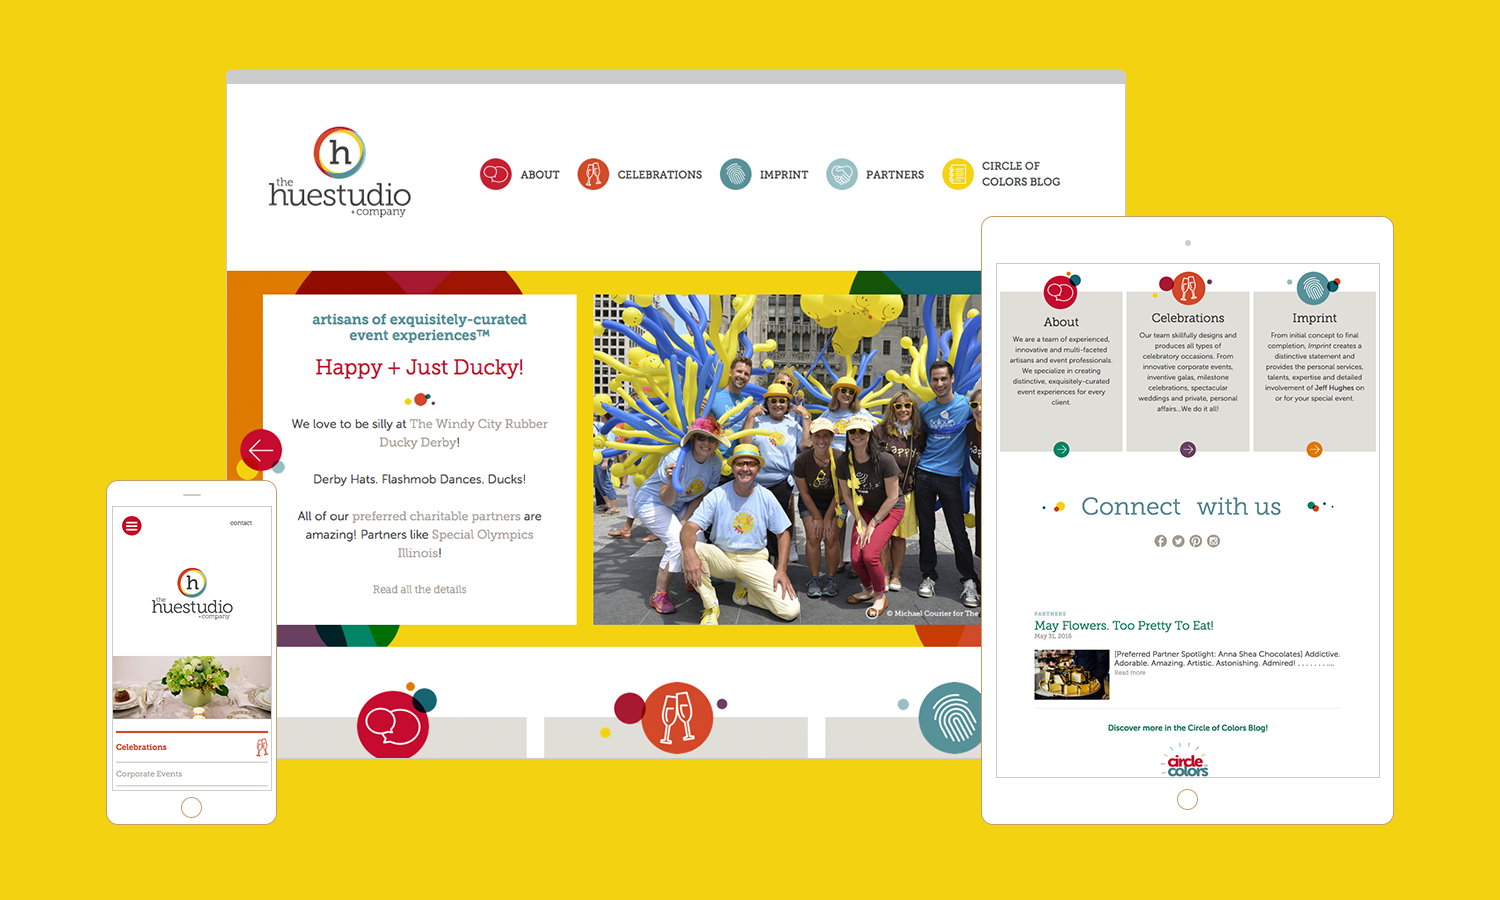 h
the
huestudio
+company
ABOUT
CELEBRATIONS
IMPRINT
PARTNERS
CIRCLE OF
COLORS BLOG
artisans of exquisitely-curated
event experiences™
Happy + Just Ducky!
We love to be silly at The Windy City Rubber
Ducky Derby!
Derby Hats. Flashmob Dances. Ducks!
All of our preferred charitable partners are
amazing! Partners like Special Olympics
Illinois!
Read all the details
© Michael Courier for The
contact
h
the
huestudio
+company
Celebrations
Corporate Events
About
We are a team of experienced,
innovative and multi-faceted
artisans and event professionals.
We specialize in creating
distinctive, exquisitely-curated
event experiences for every
client.
Celebrations
Our team skillfully designs and
produces all types of
celebratory occasions. From
innovative corporate events,
inventive galas, milestone
celebrations, spectacular
weddings and private, personal
affairs...We do it all!
Imprint
From initial concept to final
completion, Imprint creates a
distinctive statement and
provides the personal services,
talents, expertise and detailed
involvement of Jeff Hughes on
or for your special event.
Connect with us
PARTNERS
May Flowers. Too Pretty To Eat!
May 31, 2016
[Preferred Partner Spotlight: Anna Shea Chocolates] Addictive.
Adorable. Amazing. Artistic. Astonishing. Admired! . . . . . . . ....
Read more
Discover more in the Circle of Colors Blog!
circle
colors